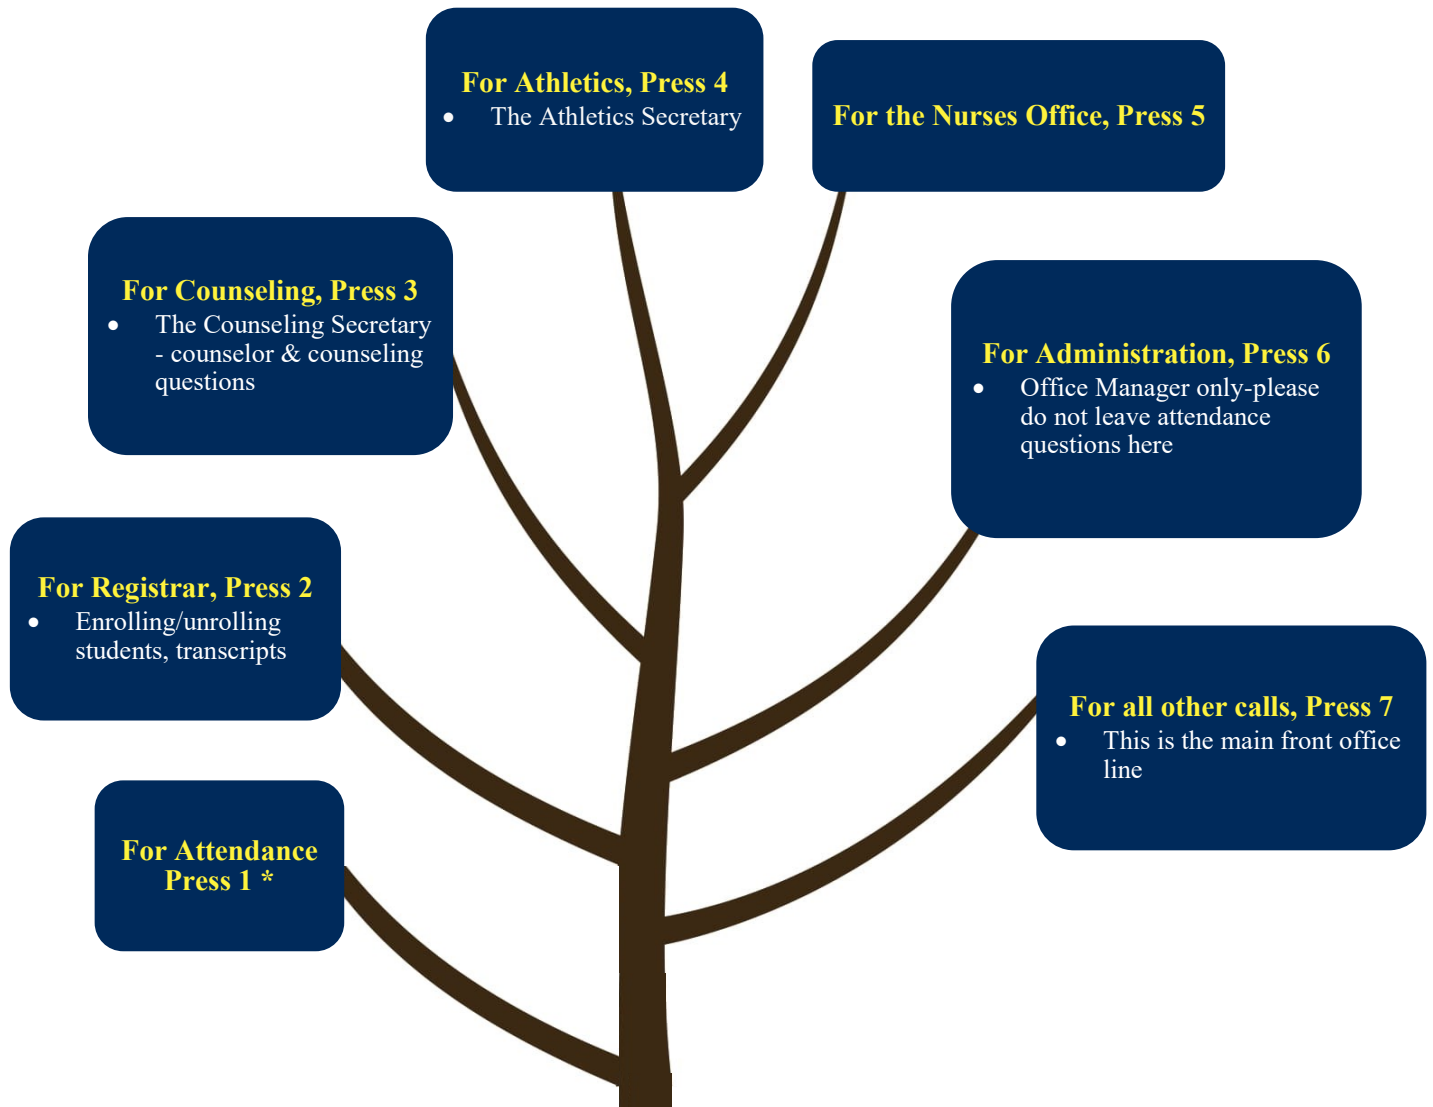 For Athletics, Press 4
• The Athletics Secretary
For the Nurses Office, Press 5
For Counseling, Press 3
• The Counseling Secretary
- counselor & counseling
questions
For Administration, Press 6
• Office Manager only-please
do not leave attendance
questions here
For Registrar, Press 2
• Enrolling/unrolling
students, transcripts
For all other calls, Press 7
• This is the main front office
line
For Attendance
Press 1 *